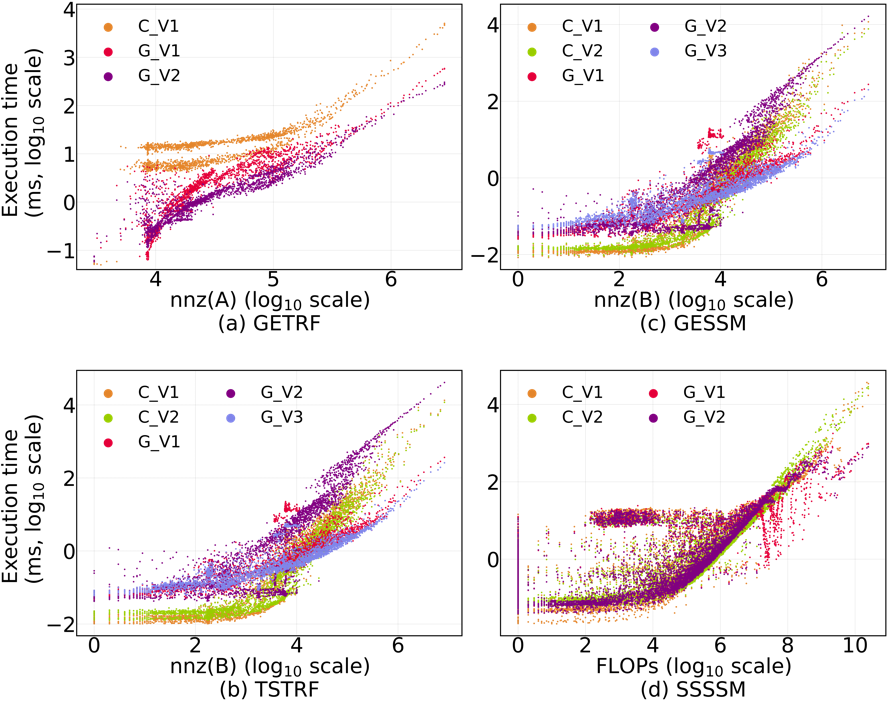 Execution time
(ms, log10 scale)
4
3
2
1
0
−1
C_V1
G_V1
G_V2
4
5
6
nnz(A) (log10 scale)
(a) GETRF
4
2
0
−2
C_V1
G_V2
C_V2
G_V3
G_V1
0
2
4
6
nnz(B) (log10 scale)
(c) GESSM
Execution time
(ms, log10 scale)
4
2
0
−2
C_V1
G_V2
C_V2
G_V3
G_V1
0
2
4
6
nnz(B) (log10 scale)
(b) TSTRF
4
2
0
C_V1
G_V1
C_V2
G_V2
0
2
4
6
8
10
FLOPs (log10 scale)
(d) SSSSM